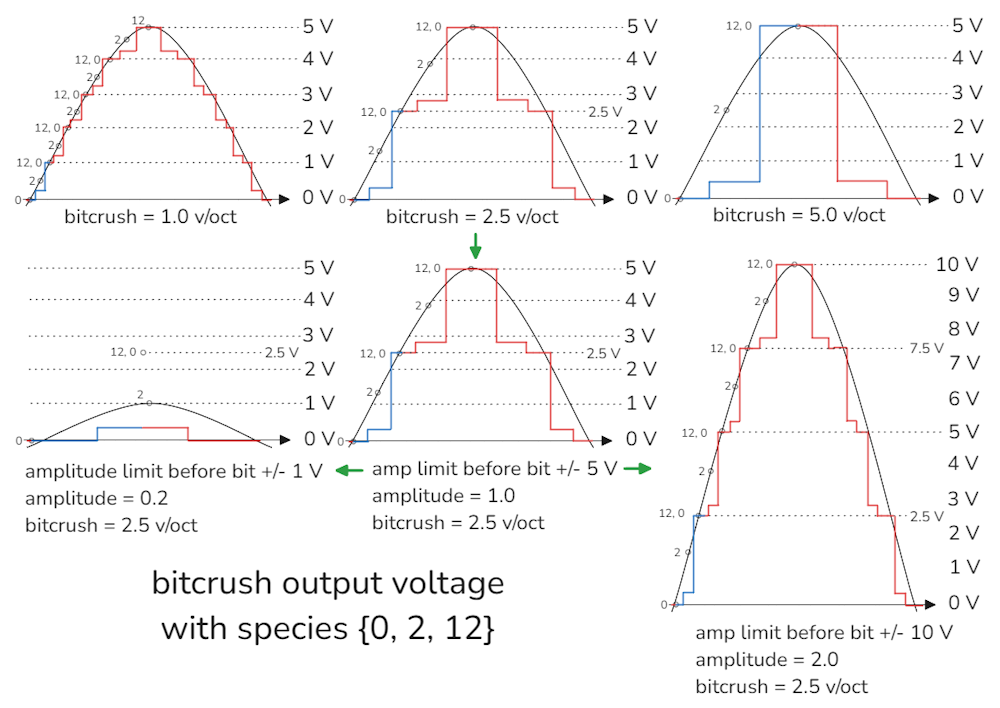 12
2
12, 0
2
12, 0
2
12, 0
2
12, 0
2
0
5 V
4 V
3 V
2 V
1 V
0 V
bitcrush = 1.0 v/oct
12, 0
2
12, 0
2
0
2.5 V
5 V
4 V
3 V
2 V
1 V
0 V
bitcrush = 2.5 v/oct
12, 0
2
0
5 V
4 V
3 V
2 V
1 V
0 V
bitcrush = 5.0 v/oct
12, 0
2
0
2.5 V
5 V
4 V
3 V
2 V
1 V
0 V
amplitude limit before bit +/- 1 V
amplitude = 0.2
bitcrush = 2.5 v/oct
12, 0
2
12, 0
2
0
2.5 V
5 V
4 V
3 V
2 V
1 V
0 V
amp limit before bit +/- 5 V
amplitude = 1.0
bitcrush = 2.5 v/oct
12, 0
2
12, 0
2
12, 0
2
12, 0
2
0
7.5 V
2.5 V
10 V
9 V
8 V
7 V
6 V
5 V
4 V
3 V
2 V
1 V
0 V
amp limit before bit +/- 10 V
amplitude = 2.0
bitcrush = 2.5 v/oct
bitcrush output voltage
with species {0, 2, 12}